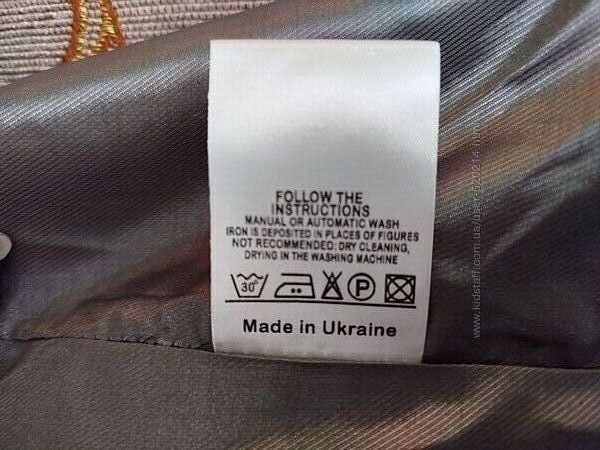 FOLLOW THE
INSTRUCTIONS
MANUAL OR AUTOMATIC WASH
IRON IS DEPOSITED IN PLACES OF FIGURES
NOT RECOMMENDED: DRY CLEANING,
DRYING IN THE WASHING MACHINE
30° P
Made in Ukraine